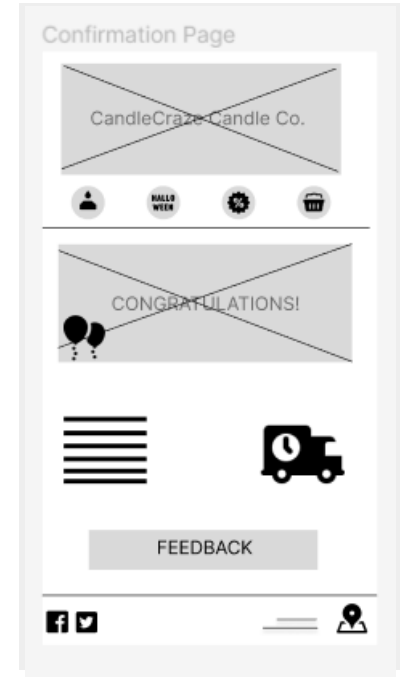 Confirmation Page
CandleCraze Candle Co.
HALLO
WEEN
%
CONGRATULATIONS!
FEEDBACK